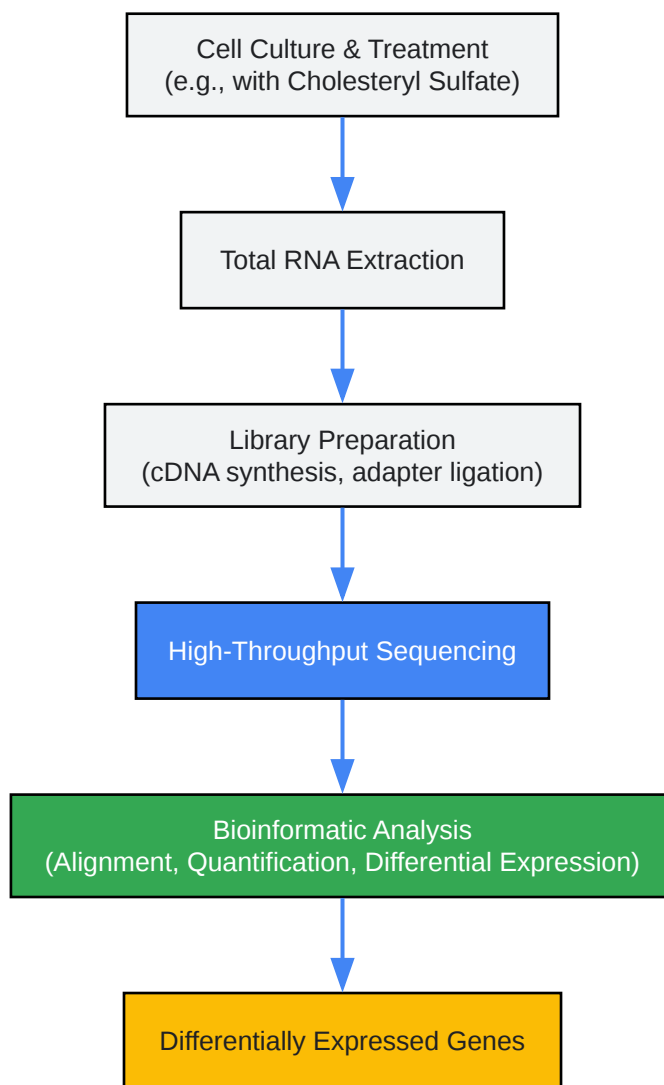 Cell Culture & Treatment
(e.g., with Cholesteryl Sulfate)
Total RNA Extraction
Library Preparation
(cDNA synthesis, adapter ligation)
High-Throughput Sequencing
Bioinformatic Analysis
(Alignment, Quantification, Differential Expression)
Differentially Expressed Genes